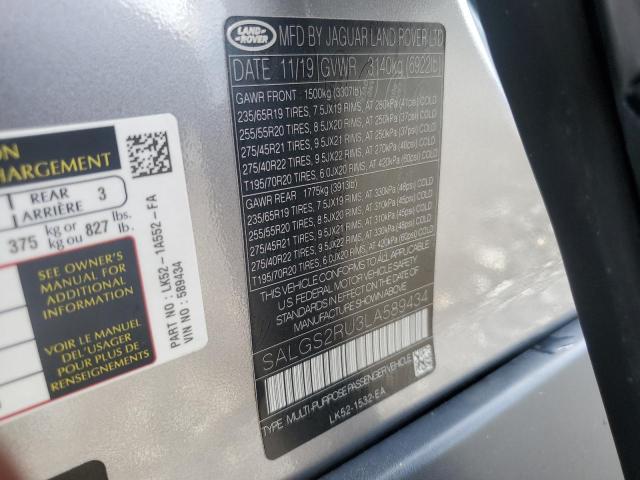 LAND ROVER
MFD BY JAGUAR LAND ROVER LTD
DATE 11/19 GVWR 3140kg (6922lb)
GAWR FRONT 1500kg (3307lb)
235/65R19 TIRES, 7.5JX19 RIMS, AT 280kPa (41psi) COLD
255/55R20 TIRES, 8.5JX20 RIMS, AT 250kPa (37psi) COLD
275/45R21 TIRES, 9.5JX21 RIMS, AT 250kPa (37psi) COLD
275/40R22 TIRES, 9.5JX22 RIMS, AT 270kPa COLD
T195/70R20 TIRES, 6.0JX20 RIMS, AT 420kPa (60psi) COLD
GAWR REAR 1775kg (3913lb)
235/65R19 TIRES, 7.5JX19 RIMS, AT 330kPa (48psi) COLD
255/55R20 TIRES, 8.5JX20 RIMS, AT 310kPa (45psi) COLD
275/45R21 TIRES, 9.5JX21 RIMS, AT 310kPa (45psi) COLD
275/40R22 TIRES, 9.5JX22 RIMS, AT 330kPa (48psi) COLD
T195/70R20 TIRES, 6.0JX20 RIMS, AT 420kPa (60psi) COLD
THIS VEHICLE CONFORMS TO ALL APPLICABLE
U.S. FEDERAL MOTOR VEHICLE SAFETY
STANDARDS IN EFFECT ON THE DATE OF
MANUFACTURE SHOWN ABOVE.
SALGS2RU3LA589434
TYPE: MULTI-PURPOSE PASSENGER VEHICLE
LK52-1532-EA
ON
CHARGEMENT
REAR 3
ARRIÈRE
375 kg or 827 lbs.
kg ou lb.
SEE OWNER'S
MANUAL FOR
ADDITIONAL
INFORMATION
VOIR LE MANUEL
DE L'USAGER
POUR PLUS DE
RENSEIGNEMENTS
PART NO : LK52-1A552-FA
VIN NO : 589434